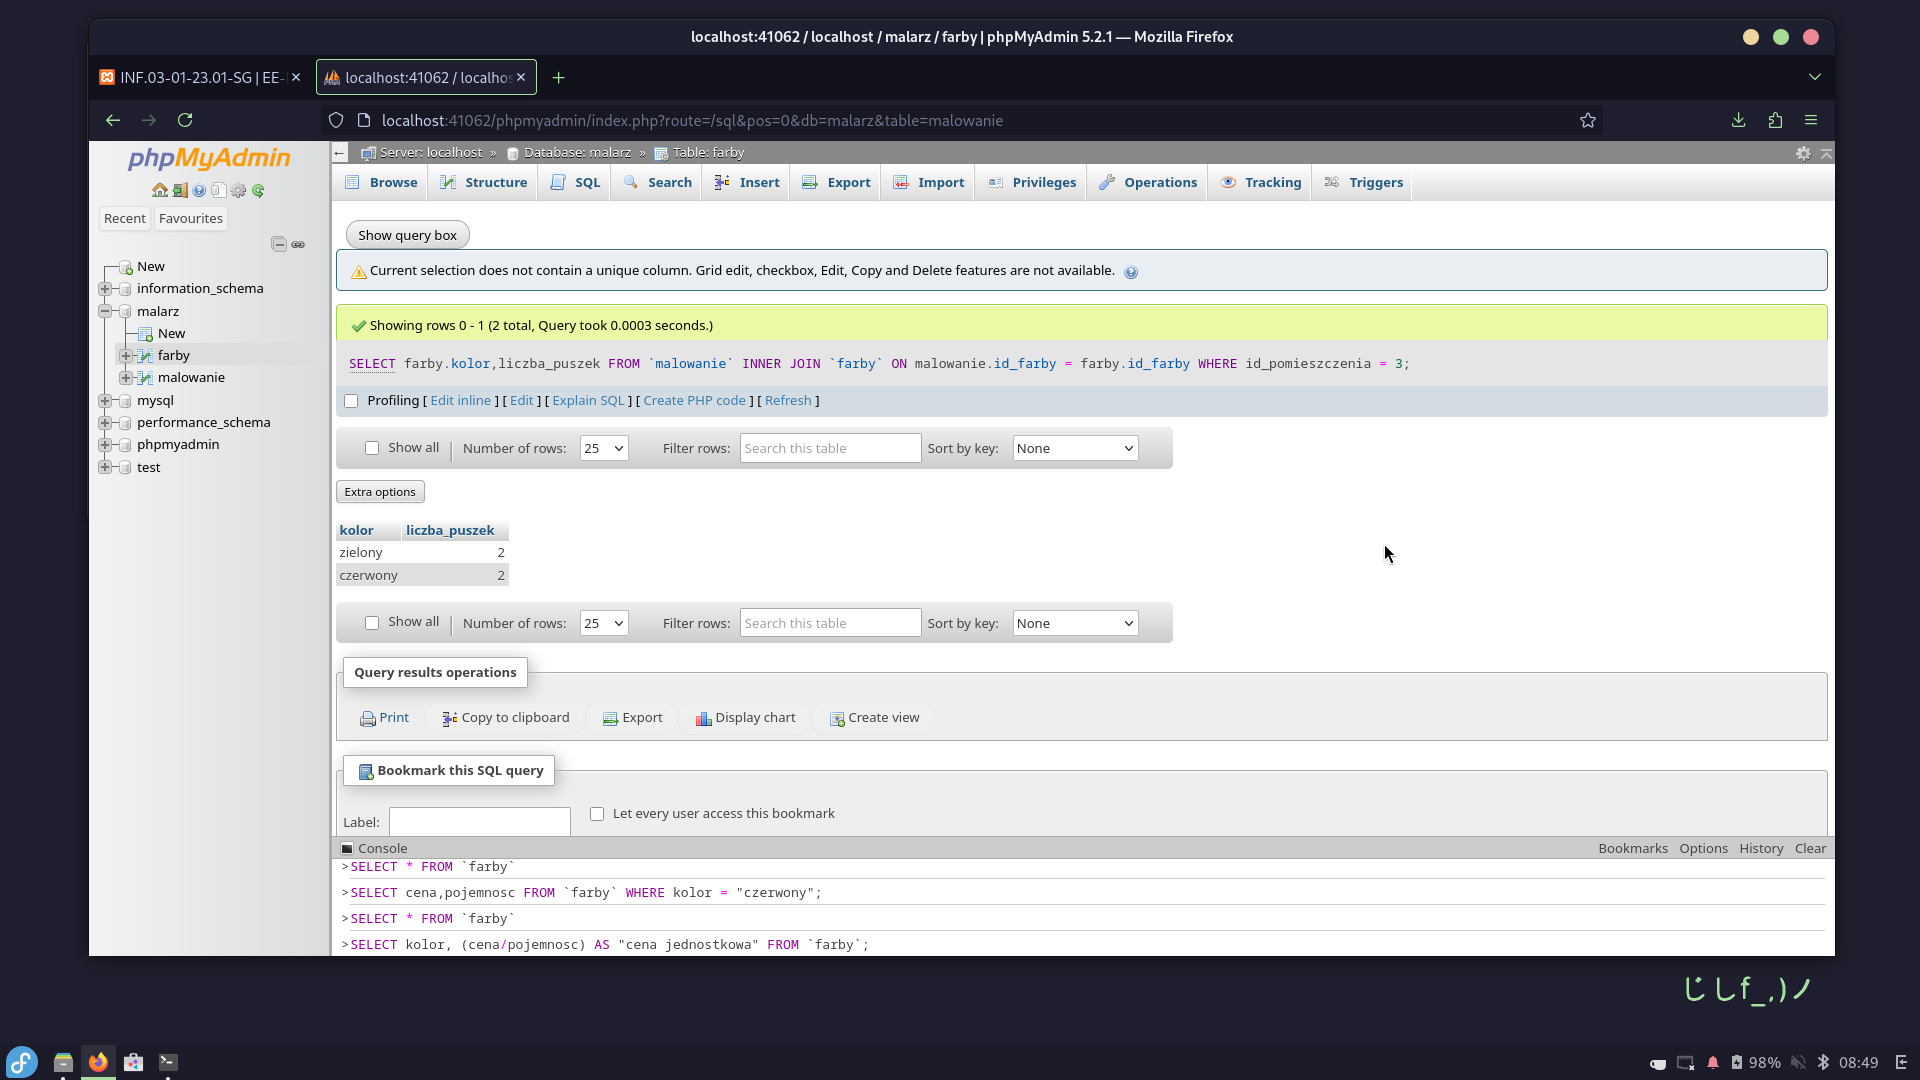 localhost:41062 / localhost / malarz / farby | phpMyAdmin 5.2.1 — Mozilla Firefox
INF.03-01-23.01-SG | EE-
localhost:41062 / localhos
localhost:41062/phpmyadmin/index.php?route=/sql&pos=0&db=malarz&table=malowanie
phpMyAdmin
Recent Favourites
New
information_schema
malarz
New
farby
malowanie
mysql
performance_schema
phpmyadmin
test
Server: localhost » Database: malarz » Table: farby
Browse Structure SQL Search Insert Export Import Privileges Operations Tracking Triggers
Show query box
Current selection does not contain a unique column. Grid edit, checkbox, Edit, Copy and Delete features are not available.
Showing rows 0 - 1 (2 total, Query took 0.0003 seconds.)
SELECT farby.kolor,liczba_puszek FROM `malowanie` INNER JOIN `farby` ON malowanie.id_farby = farby.id_farby WHERE id_pomieszczenia = 3;
Profiling [ Edit inline ] [ Edit ] [ Explain SQL ] [ Create PHP code ] [ Refresh ]
Show all | Number of rows: 25 Filter rows: Search this table Sort by key: None
Extra options
kolor liczba_puszek
zielony 2
czerwony 2
Show all | Number of rows: 25 Filter rows: Search this table Sort by key: None
Query results operations
Print Copy to clipboard Export Display chart Create view
Bookmark this SQL query
Label: Let every user access this bookmark
Console Bookmarks Options History Clear
>SELECT * FROM `farby`
>SELECT cena,pojemnosc FROM `farby` WHERE kolor = "czerwony";
>SELECT * FROM `farby`
>SELECT kolor, (cena/pojemnosc) AS "cena jednostkowa" FROM `farby`;
じしf_,)ノ
98% 08:49